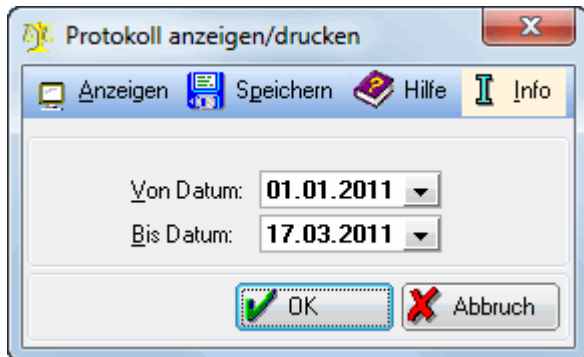 Protokoll anzeigen/drucken
Anzeigen Speichern Hilfe Info
Von Datum: 01.01.2011
Bis Datum: 17.03.2011
OK Abbruch